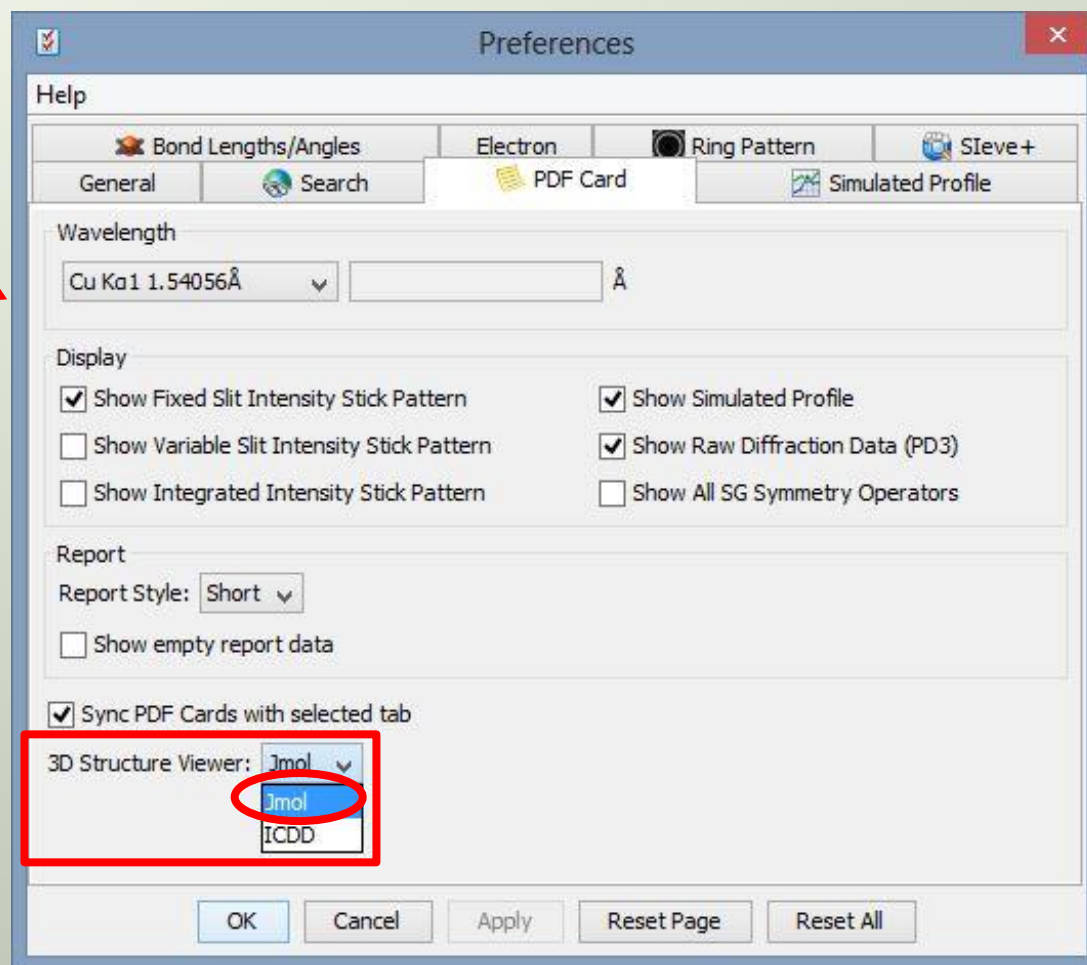 Preferences
Help
Bond Lengths/Angles Electron Ring Pattern SIeve+
General Search PDF Card Simulated Profile
Wavelength
Cu Kα1 1.54056Å Å
Display
Show Fixed Slit Intensity Stick Pattern Show Simulated Profile
Show Variable Slit Intensity Stick Pattern Show Raw Diffraction Data (PD3)
Show Integrated Intensity Stick Pattern Show All SG Symmetry Operators
Report
Report Style: Short
Show empty report data
Sync PDF Cards with selected tab
3D Structure Viewer: Jmol
Jmol
ICDD
OK Cancel Apply Reset Page Reset All